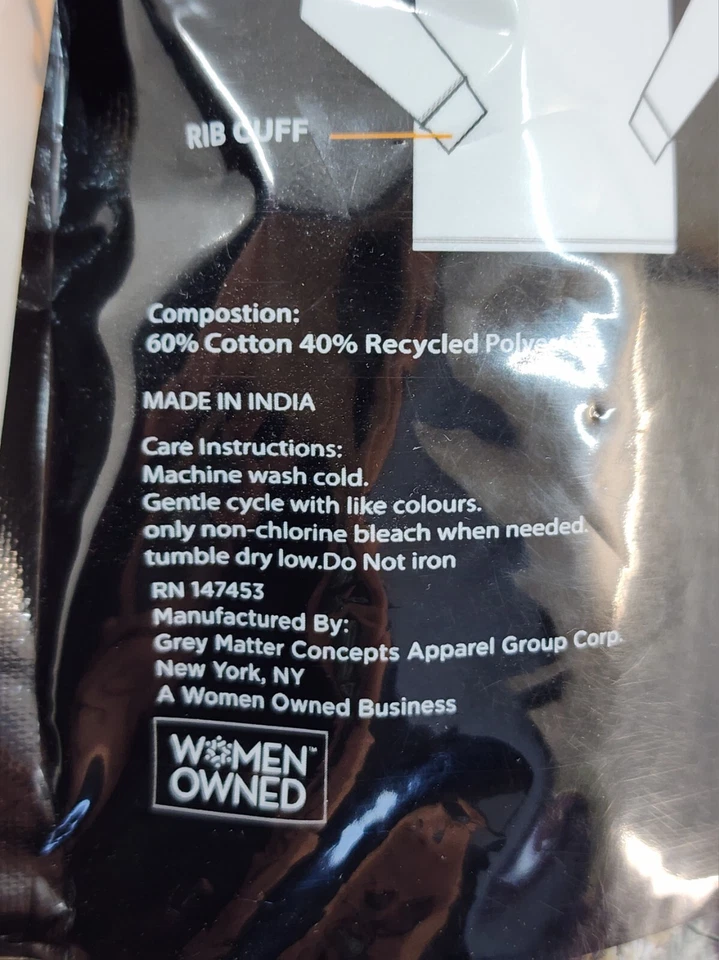 RIB CUFF
Compostion:
60% Cotton 40% Recycled
MADE IN INDIA
Care Instructions:
Machine wash cold.
Gentle cycle with like colours.
only non-chlorine bleach when needed.
tumble dry low.Do Not iron
RN 147453
Manufactured By:
Grey Matter Concepts Apparel Group Corp.
New York, NY
A Women Owned Business
WOMEN™
OWNED